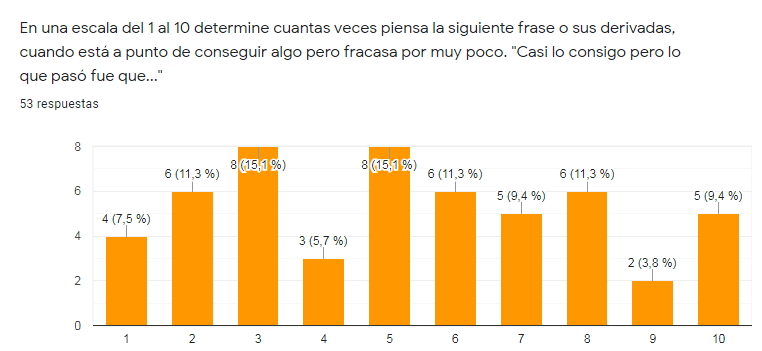 En una escala del 1 al 10 determine cuantas veces piensa la siguiente frase o sus derivadas,
cuando está a punto de conseguir algo pero fracasa por muy poco. "Casi lo consigo pero lo
que pasó fue que..."
53 respuestas
8
6
4
2
0
4 (7,5 %)
6 (11,3 %)
8 (15,1 %)
3 (5,7 %)
8 (15,1 %)
6 (11,3 %)
5 (9,4 %)
6 (11,3 %)
2 (3,8 %)
5 (9,4 %)
1 2 3 4 5 6 7 8 9 10